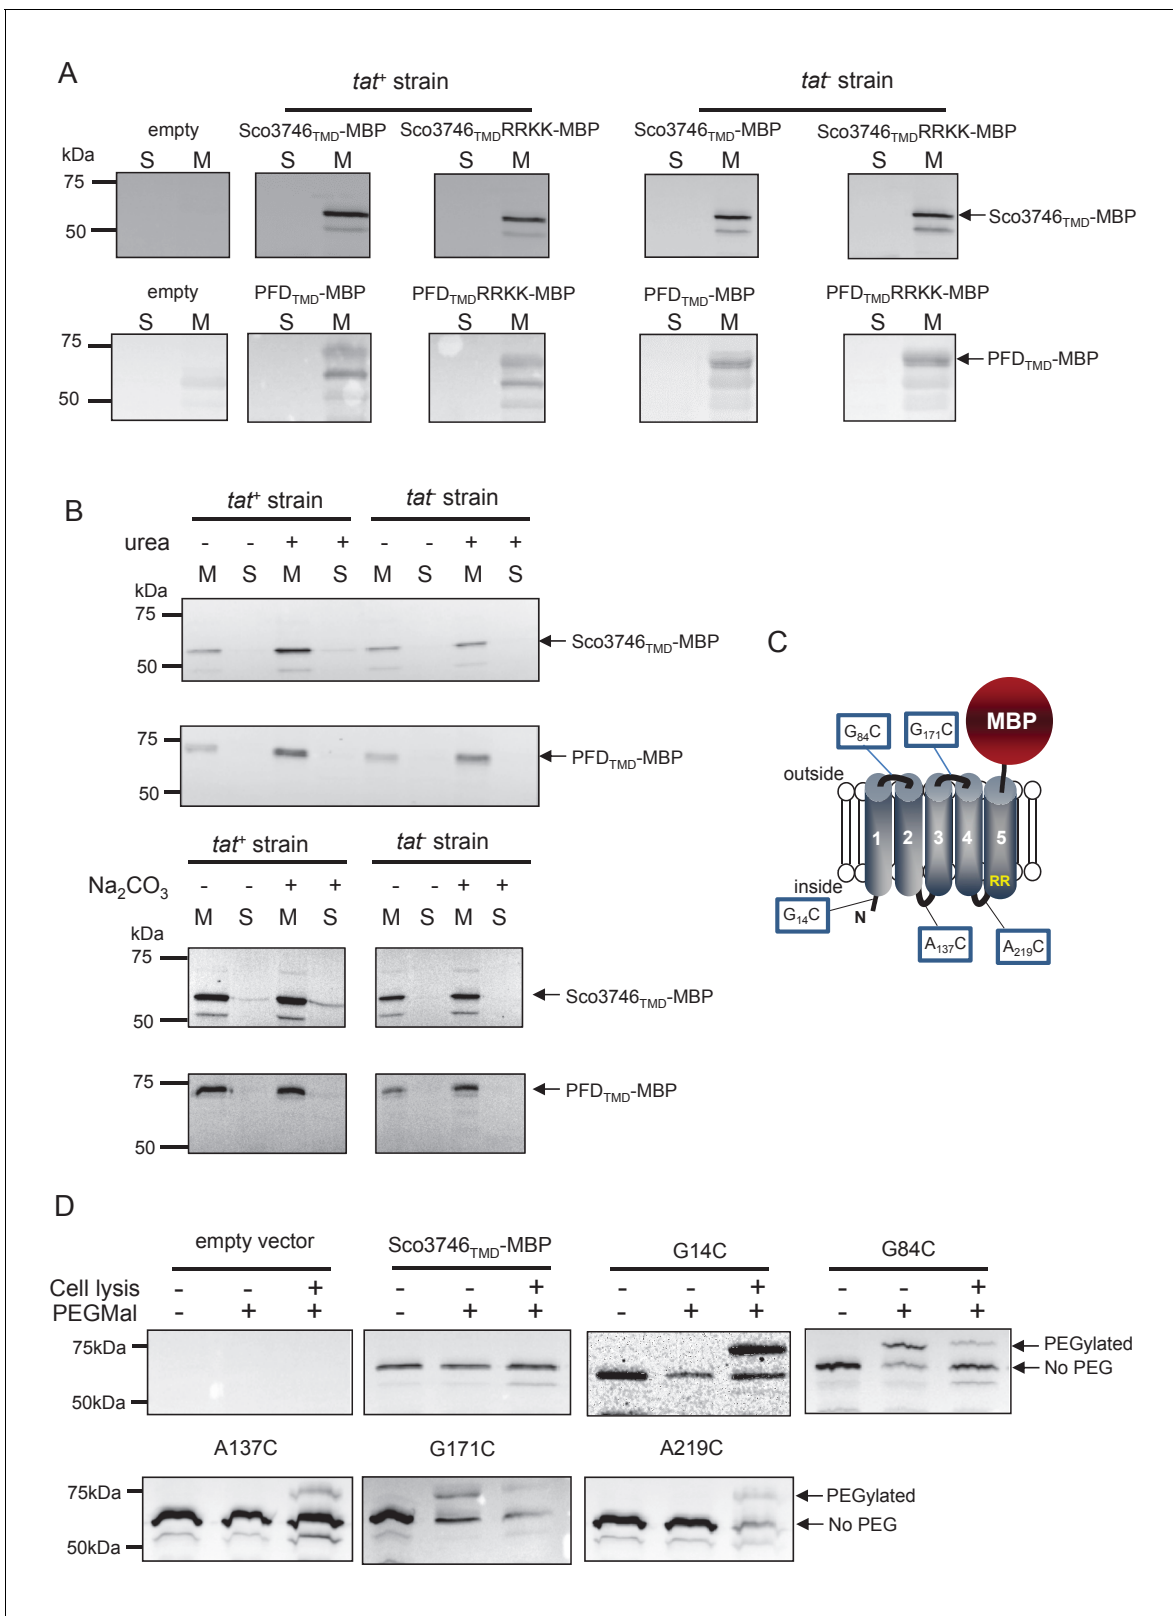 A
tat+ strain
tat- strain
empty
Sco3746TMD-MBP
Sco3746TMDRRKK-MBP
Sco3746TMD-MBP
Sco3746TMDRRKK-MBP
kDa
S M S M S M S M S M
75
50
Sco3746TMD-MBP
empty
PFDTMD-MBP
PFDTMDRRKK-MBP
PFDTMD-MBP
PFDTMDRRKK-MBP
S M S M S M S M S M
75
50
PFDTMD-MBP
B
tat+ strain
tat- strain
urea - - + + - - + +
M S M S M S M S
kDa
75
50
Sco3746TMD-MBP
75
50
PFDTMD-MBP
tat+ strain
tat- strain
Na2CO3 - - + + - - + +
M S M S M S M S
kDa
75
50
Sco3746TMD-MBP
75
50
PFDTMD-MBP
C
MBP
G84C
G171C
outside
1 2 3 4 5
RR
inside
G14C
N
A137C
A219C
D
empty vector
Sco3746TMD-MBP
G14C
G84C
Cell lysis - - + - - + - - + - - +
PEGMal - + + - + + - + + - + +
75kDa
50kDa
PEGylated
No PEG
A137C
G171C
A219C
75kDa
50kDa
PEGylated
No PEG